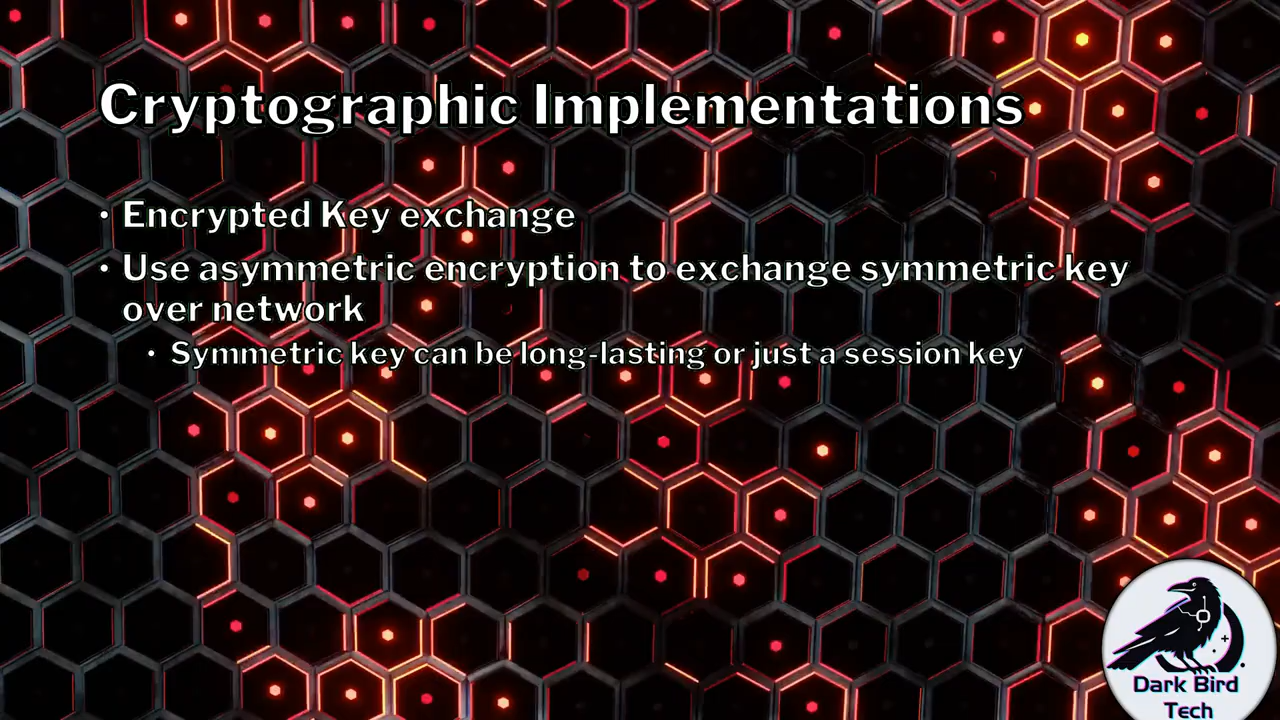 Cryptographic Implementations
• Encrypted Key exchange
• Use asymmetric encryption to exchange symmetric key
over network
• Symmetric key can be long-lasting or just a session key
Dark Bird
Tech